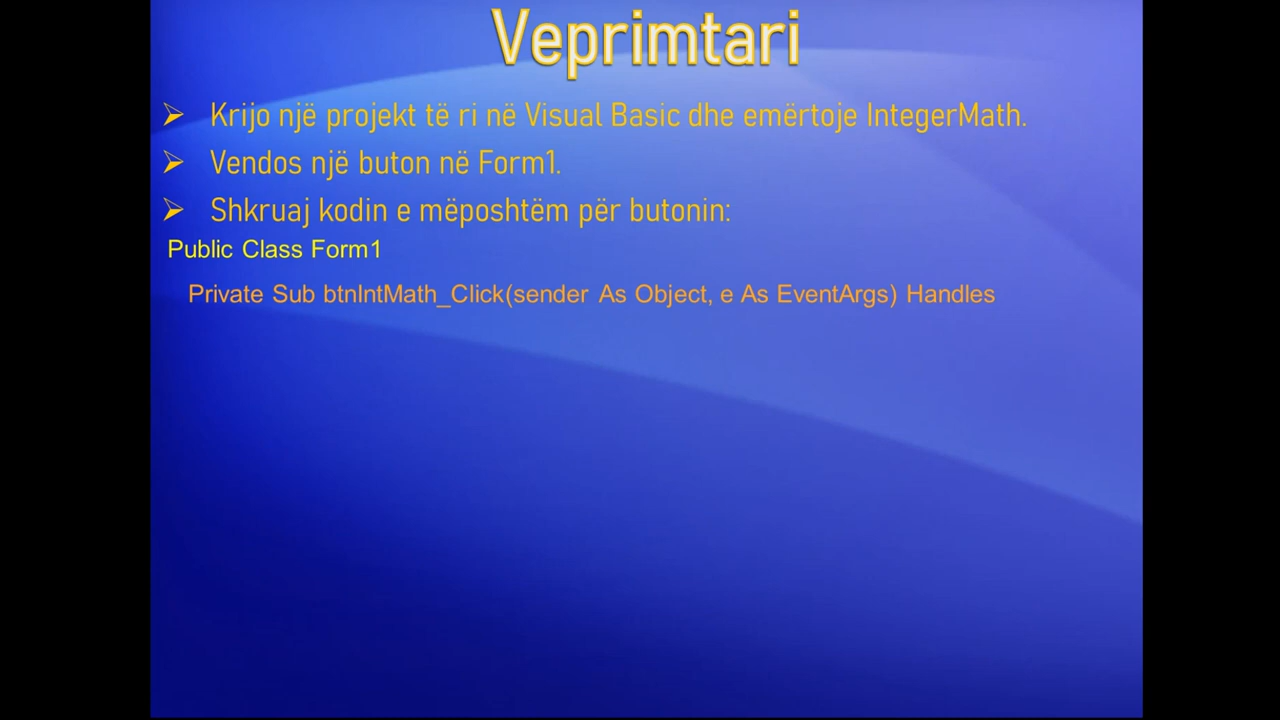 Veprimtari
Krijo një projekt të ri në Visual Basic dhe emërtoje IntegerMath.
Vendos një buton në Form1.
Shkruaj kodin e mëposhtëm për butonin:
Public Class Form1
Private Sub btnIntMath_Click(sender As Object, e As EventArgs) Handles